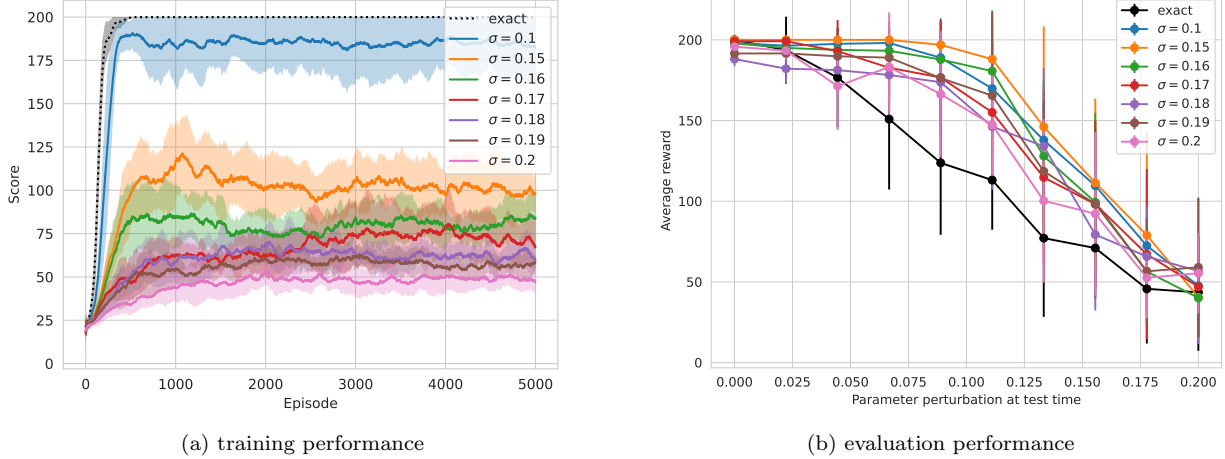 200
175
150
125
100
75
50
25
0
Score
0 1000 2000 3000 4000 5000
Episode
exact
σ = 0.1
σ = 0.15
σ = 0.16
σ = 0.17
σ = 0.18
σ = 0.19
σ = 0.2
(a) training performance
200
150
100
50
0
Average reward
0.000 0.025 0.050 0.075 0.100 0.125 0.150 0.175 0.200
Parameter perturbation at test time
exact
σ = 0.1
σ = 0.15
σ = 0.16
σ = 0.17
σ = 0.18
σ = 0.19
σ = 0.2
(b) evaluation performance